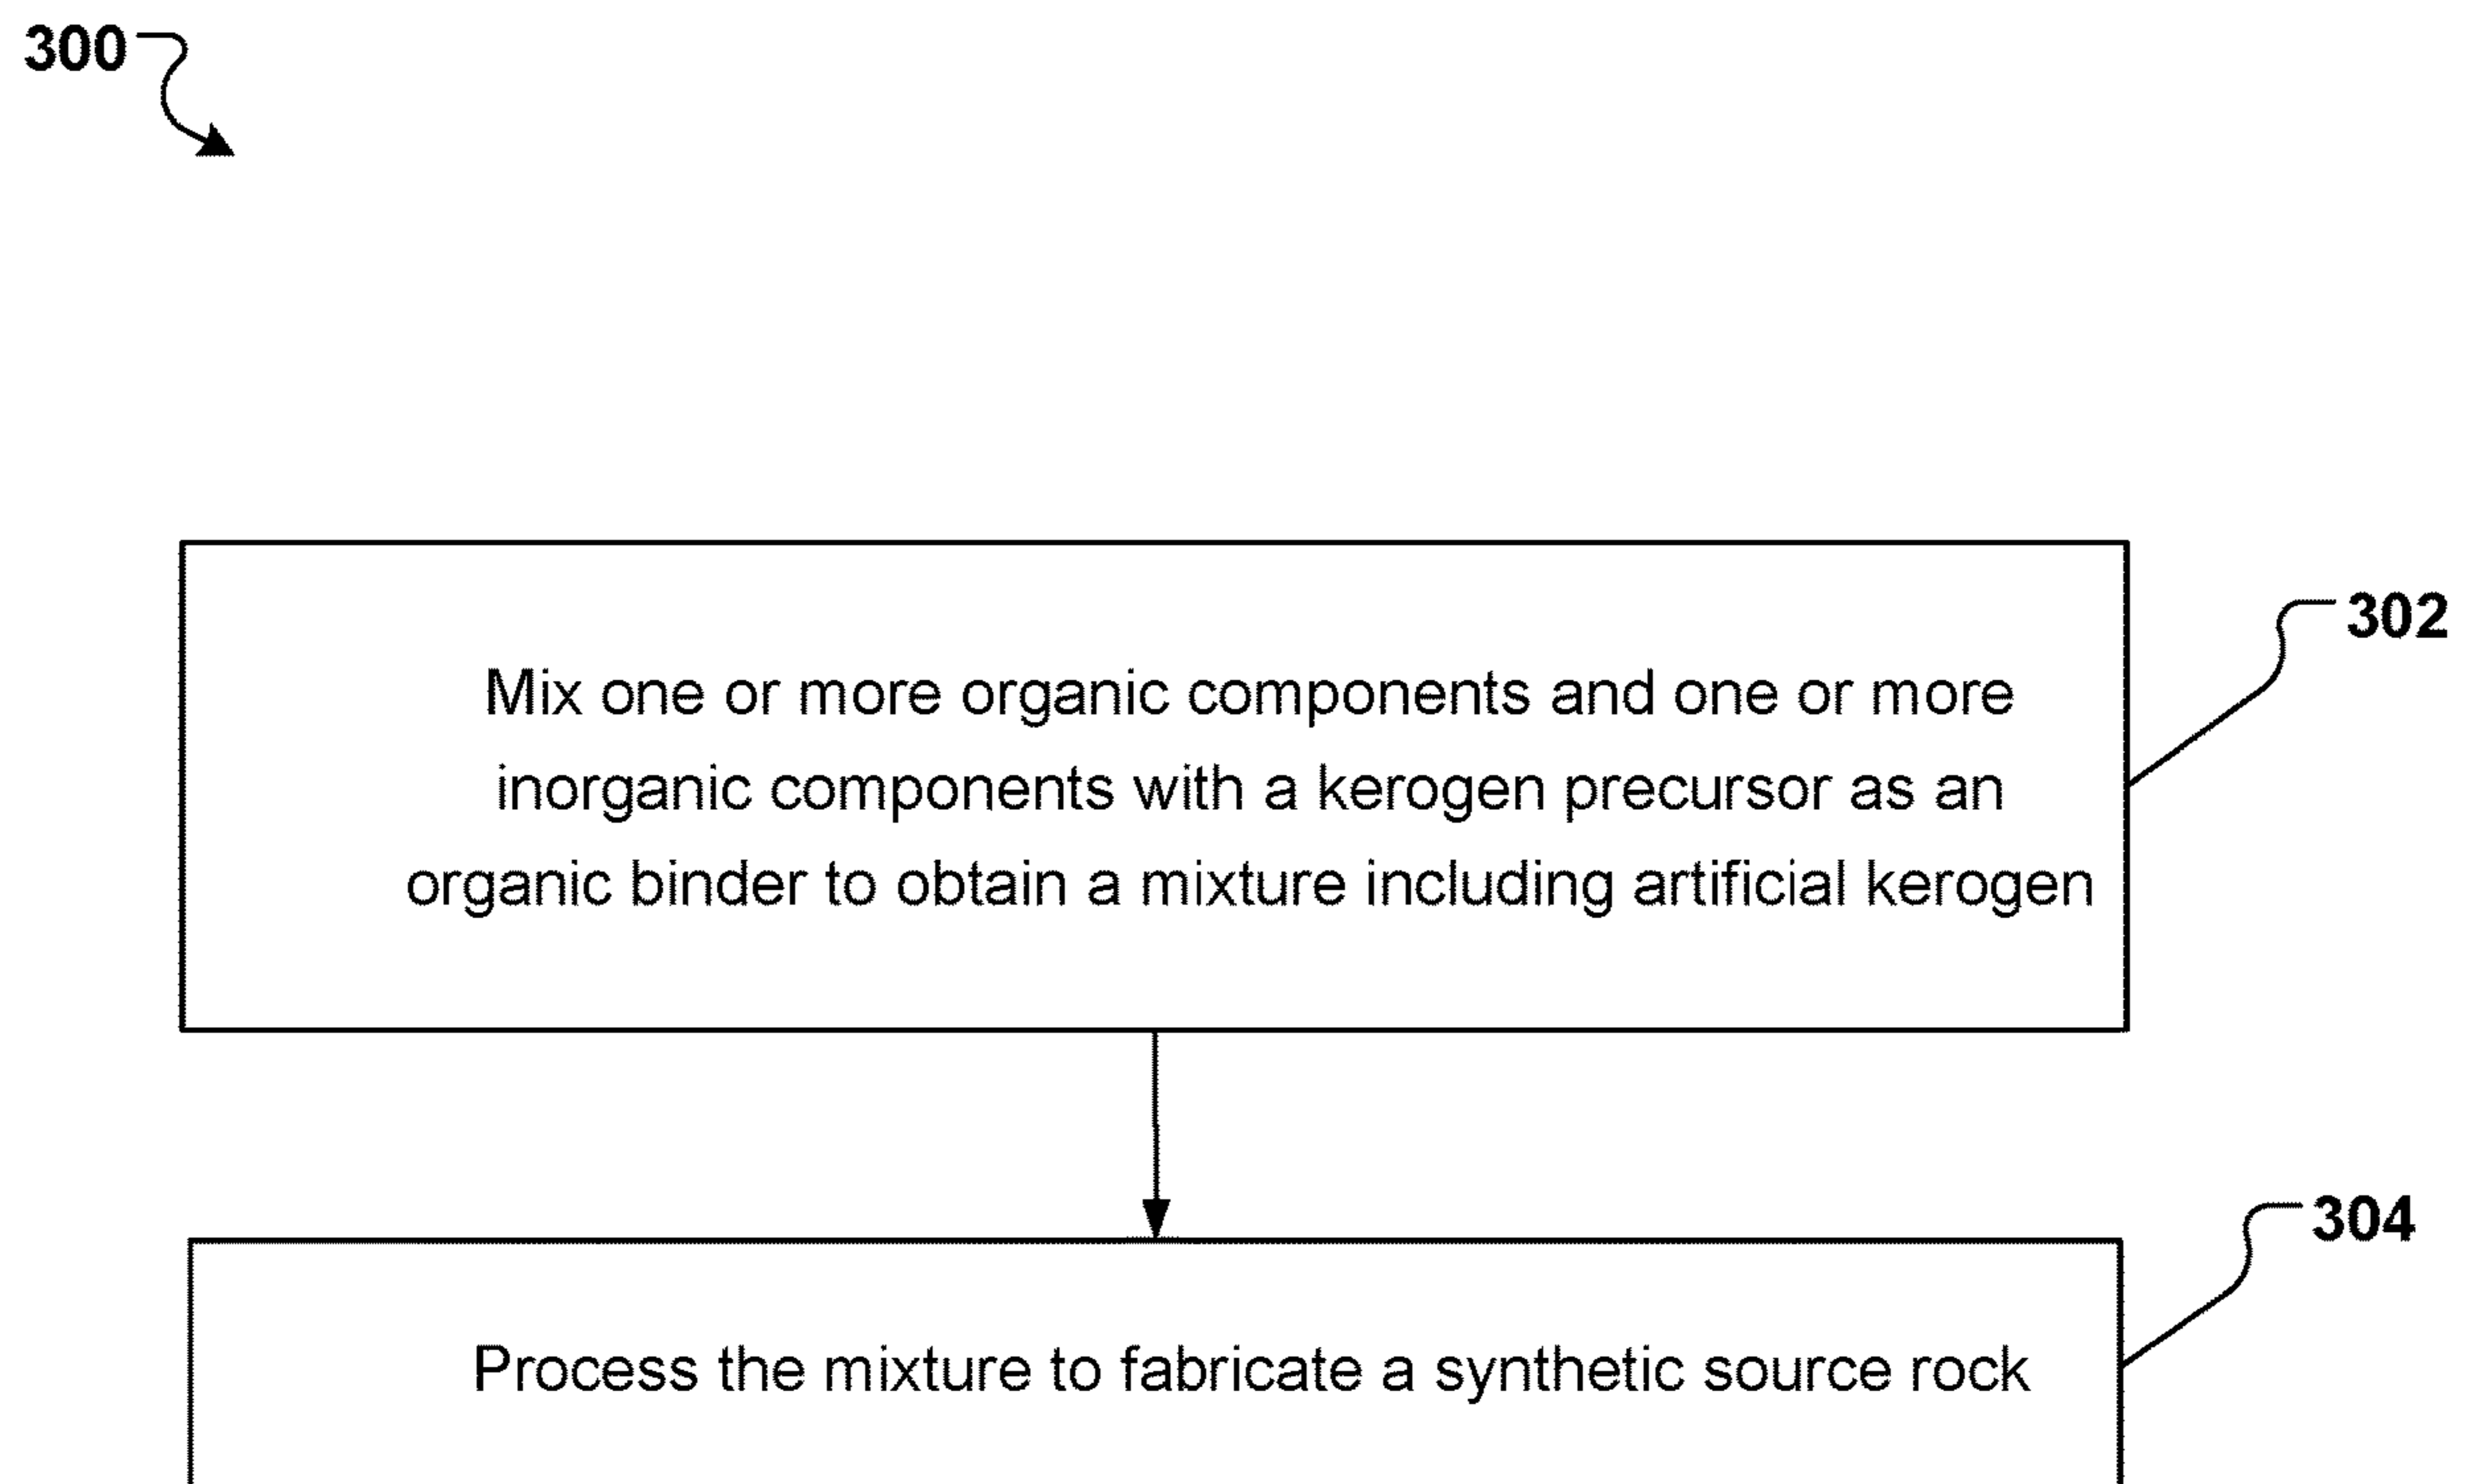 300
302
Mix one or more organic components and one or more
inorganic components with a kerogen precursor as an
organic binder to obtain a mixture including artificial kerogen
304
Process the mixture to fabricate a synthetic source rock